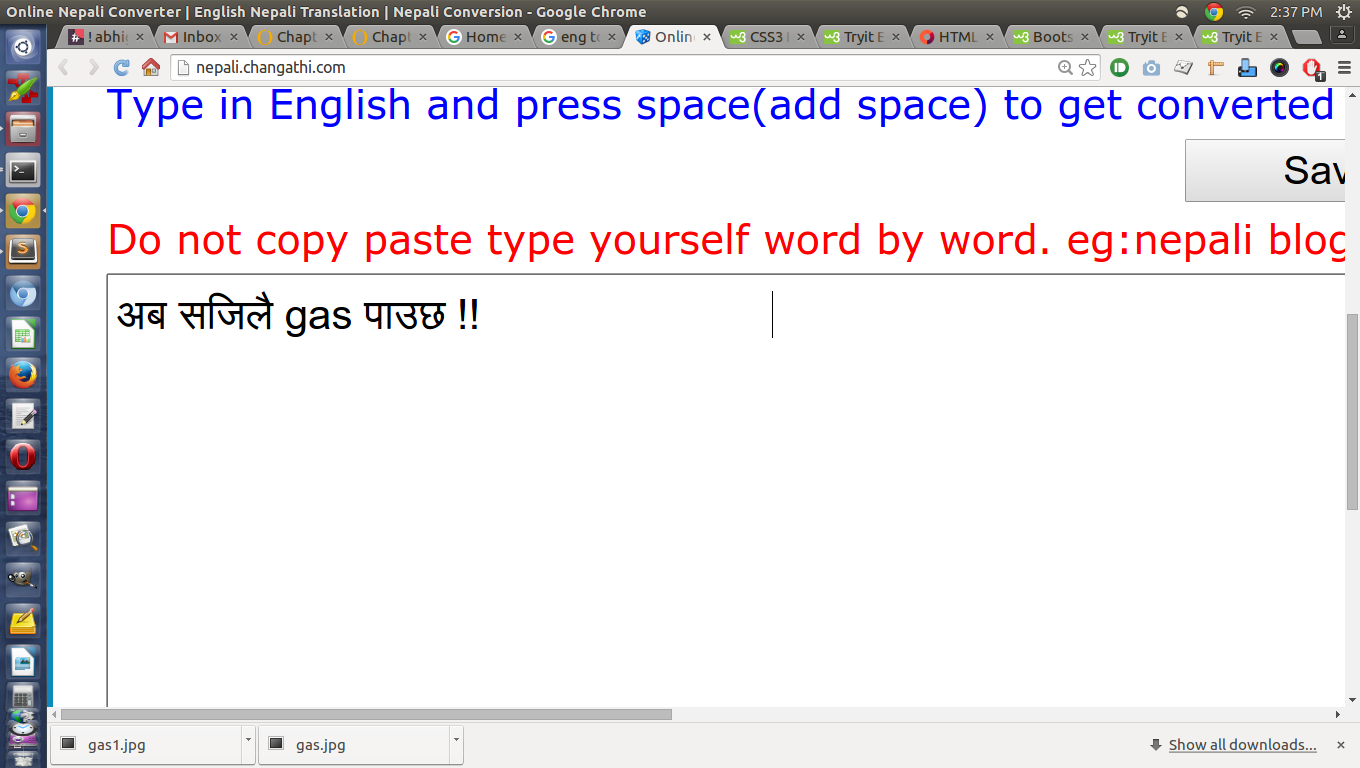 Online Nepali Converter | English Nepali Translation | Nepali Conversion - Google Chrome
2:37 PM
! abhi
Inbox
Chapt
Chapt
Home
eng to
Onlin
CSS3
Tryit E
HTML
Boots
Tryit E
Tryit E
nepali.changathi.com
1
Type in English and press space(add space) to get converted
Sav
Do not copy paste type yourself word by word. eg:nepali blog
अब सजिलै gas पाउछ !!
gas1.jpg
gas.jpg
Show all downloads...